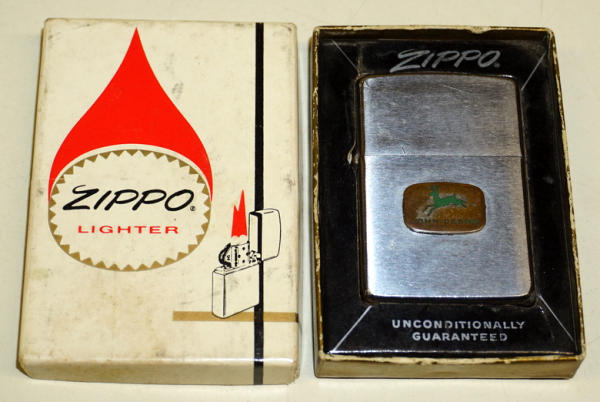 ZIPPO®
LIGHTER
ZIPPO.
UNCONDITIONALLY
GUARANTEED